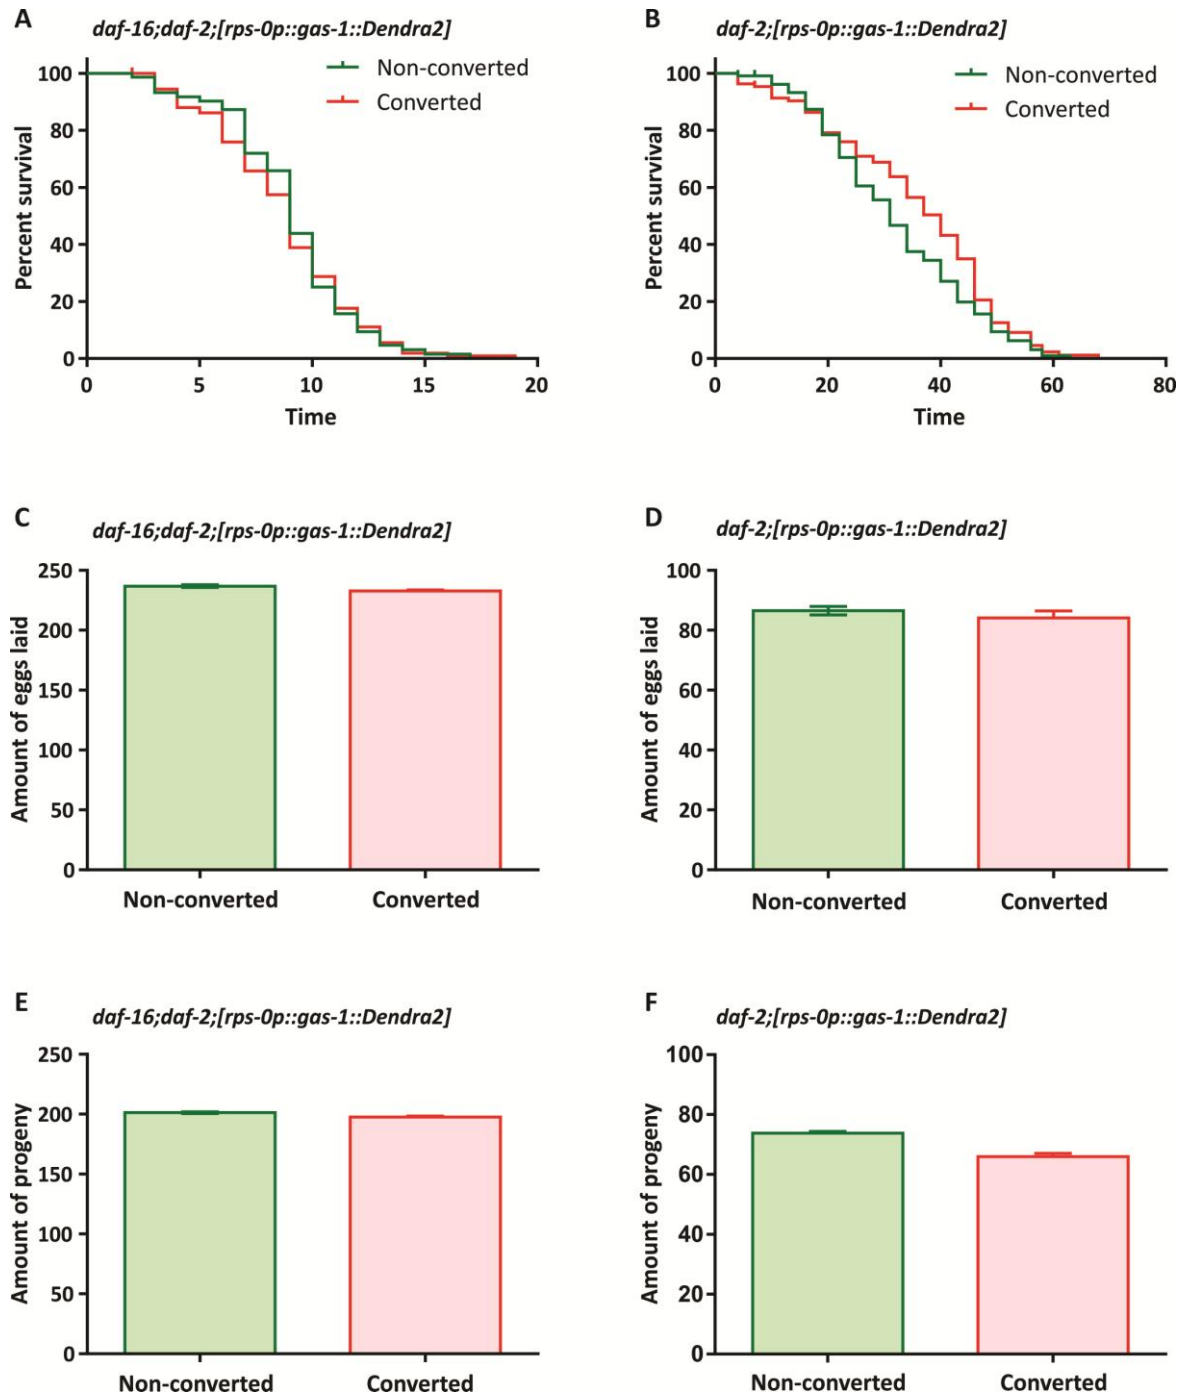 A
daf-16;daf-2;[rps-0p::gas-1::Dendra2]
Non-converted
Converted
Percent survival
100
80
60
40
20
0
0 5 10 15 20
Time
B
daf-2;[rps-0p::gas-1::Dendra2]
Non-converted
Converted
Percent survival
100
80
60
40
20
0
0 20 40 60 80
Time
C
daf-16;daf-2;[rps-0p::gas-1::Dendra2]
Amount of eggs laid
250
200
150
100
50
0
Non-converted Converted
D
daf-2;[rps-0p::gas-1::Dendra2]
Amount of eggs laid
100
80
60
40
20
0
Non-converted Converted
E
daf-16;daf-2;[rps-0p::gas-1::Dendra2]
Amount of progeny
250
200
150
100
50
0
Non-converted Converted
F
daf-2;[rps-0p::gas-1::Dendra2]
Amount of progeny
100
80
60
40
20
0
Non-converted Converted